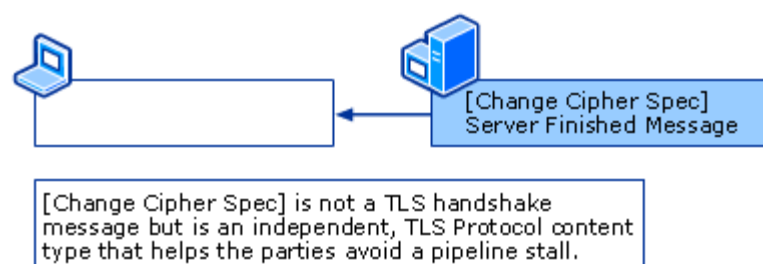 [Change Cipher Spec]
Server Finished Message
[Change Cipher Spec] is not a TLS handshake
message but is an independent, TLS Protocol content
type that helps the parties avoid a pipeline stall.